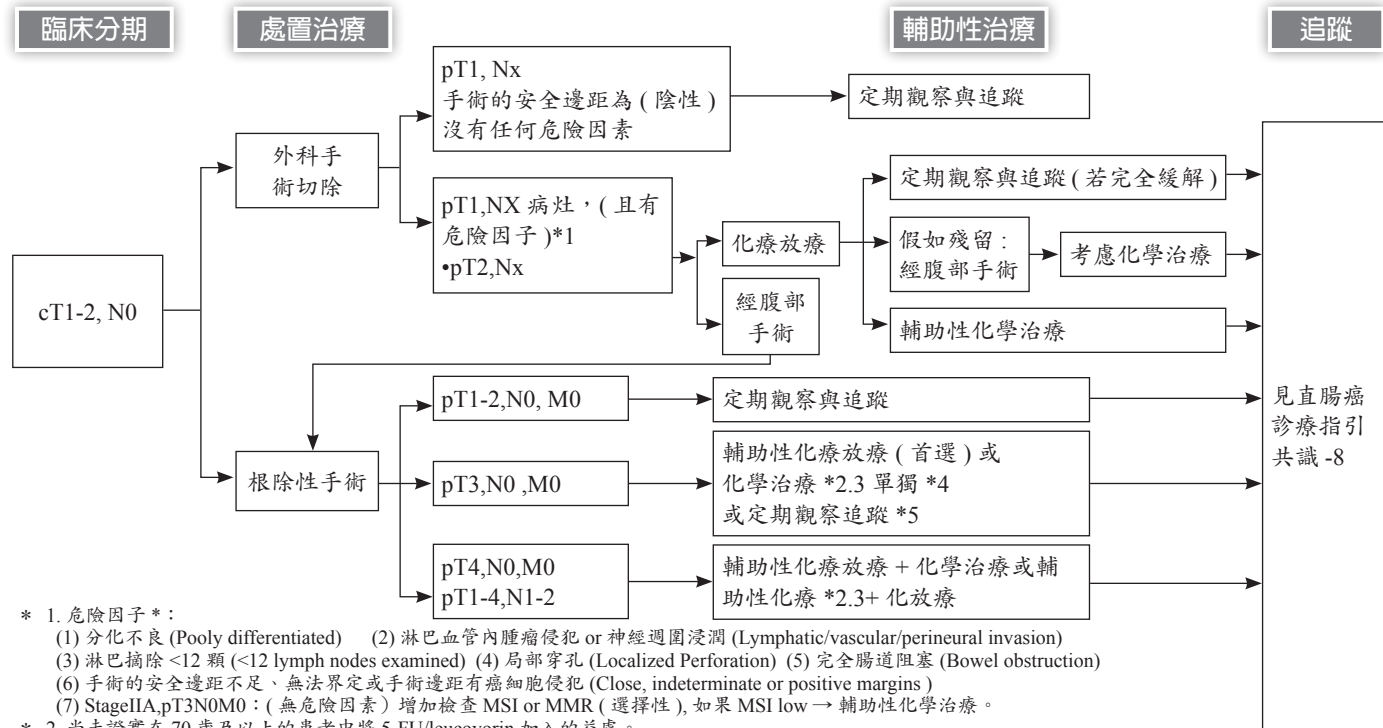 臨床分期
處置治療
輔助性治療
追蹤
pT1, Nx
手術的安全邊距為 ( 陰性 )
沒有任何危險因素
定期觀察與追蹤
外科手
術切除
pT1,NX 病灶，( 且有
危險因子 )*1
•pT2,Nx
化療放療
經腹部
手術
定期觀察與追蹤 ( 若完全緩解 )
假如殘留 :
經腹部手術
考慮化學治療
輔助性化學治療
cT1-2, N0
根除性手術
pT1-2,N0, M0
定期觀察與追蹤
pT3,N0 ,M0
輔助性化療放療 ( 首選 ) 或
化學治療 *2.3 單獨 *4
或定期觀察追蹤 *5
pT4,N0,M0
pT1-4,N1-2
輔助性化療放療 + 化學治療或輔
助性化療 *2.3+ 化放療
見直腸癌
診療指引
共識 -8
* 1. 危險因子 *：
(1) 分化不良 (Pooly differentiated) (2) 淋巴血管內腫瘤侵犯 or 神經週圍浸潤 (Lymphatic/vascular/perineural invasion)
(3) 淋巴摘除 <12 顆 (<12 lymph nodes examined) (4) 局部穿孔 (Localized Perforation) (5) 完全腸道阻塞 (Bowel obstruction)
(6) 手術的安全邊距不足、無法界定或手術邊距有癌細胞侵犯 (Close, indeterminate or positive margins )
(7) StageIIA,pT3N0M0：( 無危險因素）增加檢查 MSI or MMR ( 選擇性 ), 如果 MSI low → 輔助性化學治療。